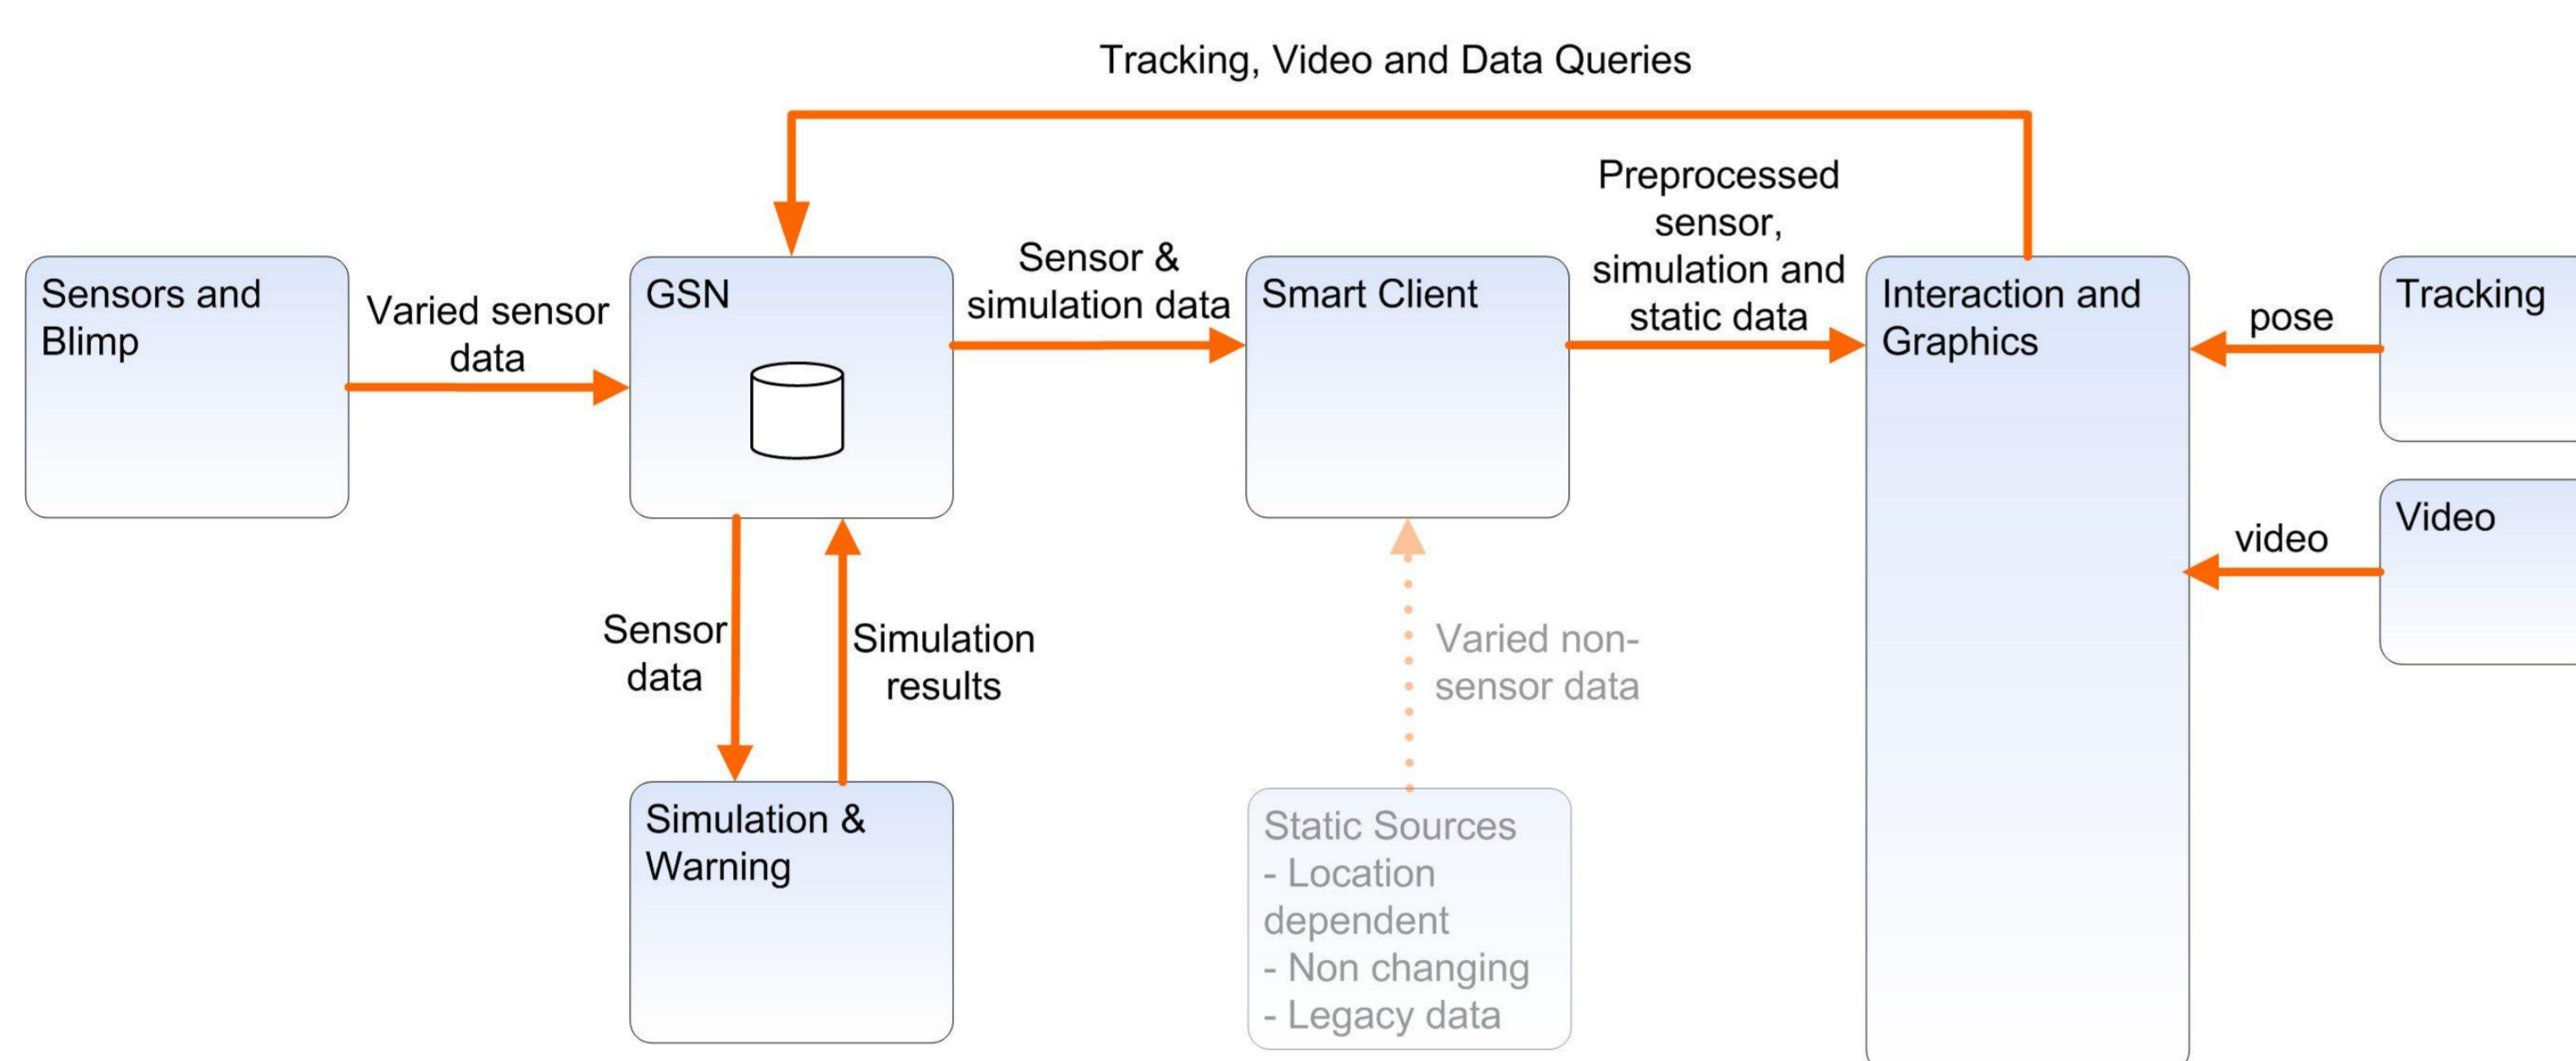 Tracking, Video and Data Queries
Sensors and
Blimp
Varied sensor
data
GSN
Sensor &
simulation data
Smart Client
Preprocessed
sensor,
simulation and
static data
Interaction and
Graphics
pose
Tracking
video
Video
Sensor
data
Simulation
results
Varied non-
sensor data
Simulation &
Warning
Static Sources
- Location
dependent
- Non changing
- Legacy data